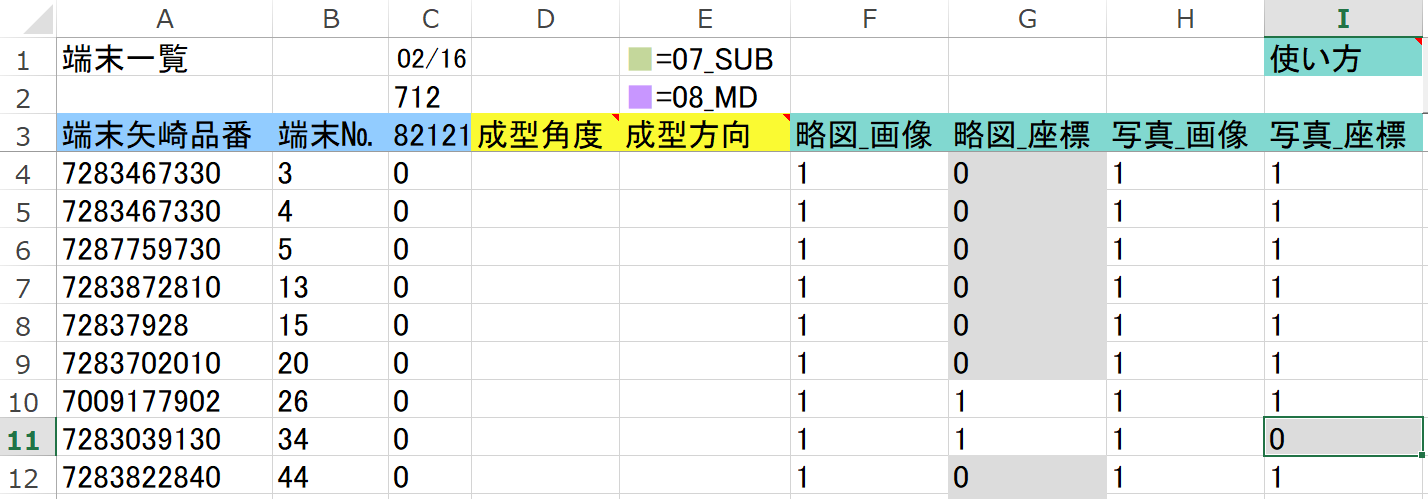 A B C D E F G H I
1 端末一覧 02/16 =07_SUB 使い方
2 712 =08_MD
3 端末矢崎品番 端末№. 82121 成型角度 成型方向 略図_画像 略図_座標 写真_画像 写真_座標
4 7283467330 3 0 1 0 1 1
5 7283467330 4 0 1 0 1 1
6 7287759730 5 0 1 0 1 1
7 7283872810 13 0 1 0 1 1
8 72837928 15 0 1 0 1 1
9 7283702010 20 0 1 0 1 1
10 7009177902 26 0 1 1 1 1
11 7283039130 34 0 1 1 1 0
12 7283822840 44 0 1 0 1 1